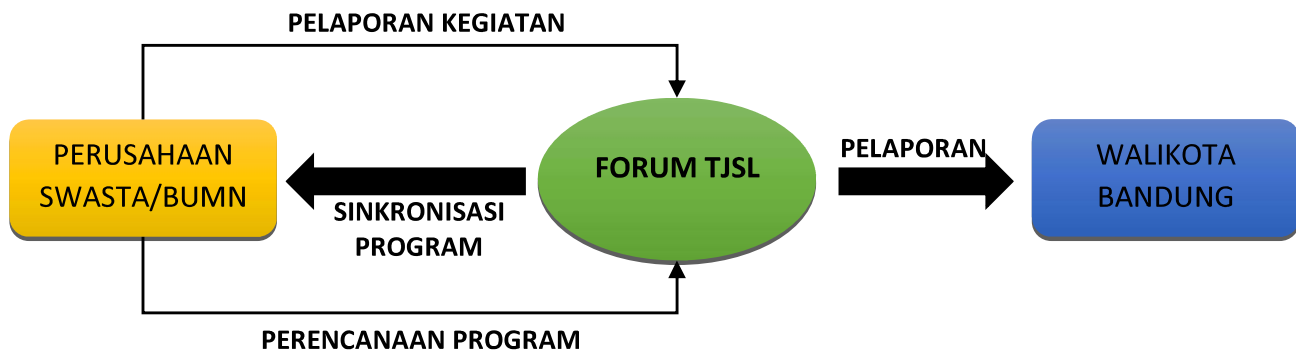 PELAPORAN KEGIATAN
PERUSAHAAN
SWASTA/BUMN
SINKRONISASI
PROGRAM
FORUM TJSL
PELAPORAN
WALIKOTA
BANDUNG
PERENCANAAN PROGRAM